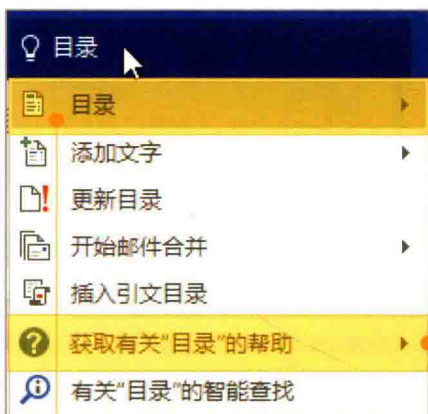 目录
目录
添加文字
更新目录
开始邮件合并
插入引文目录
获取有关“目录”的帮助
有关“目录”的智能查找